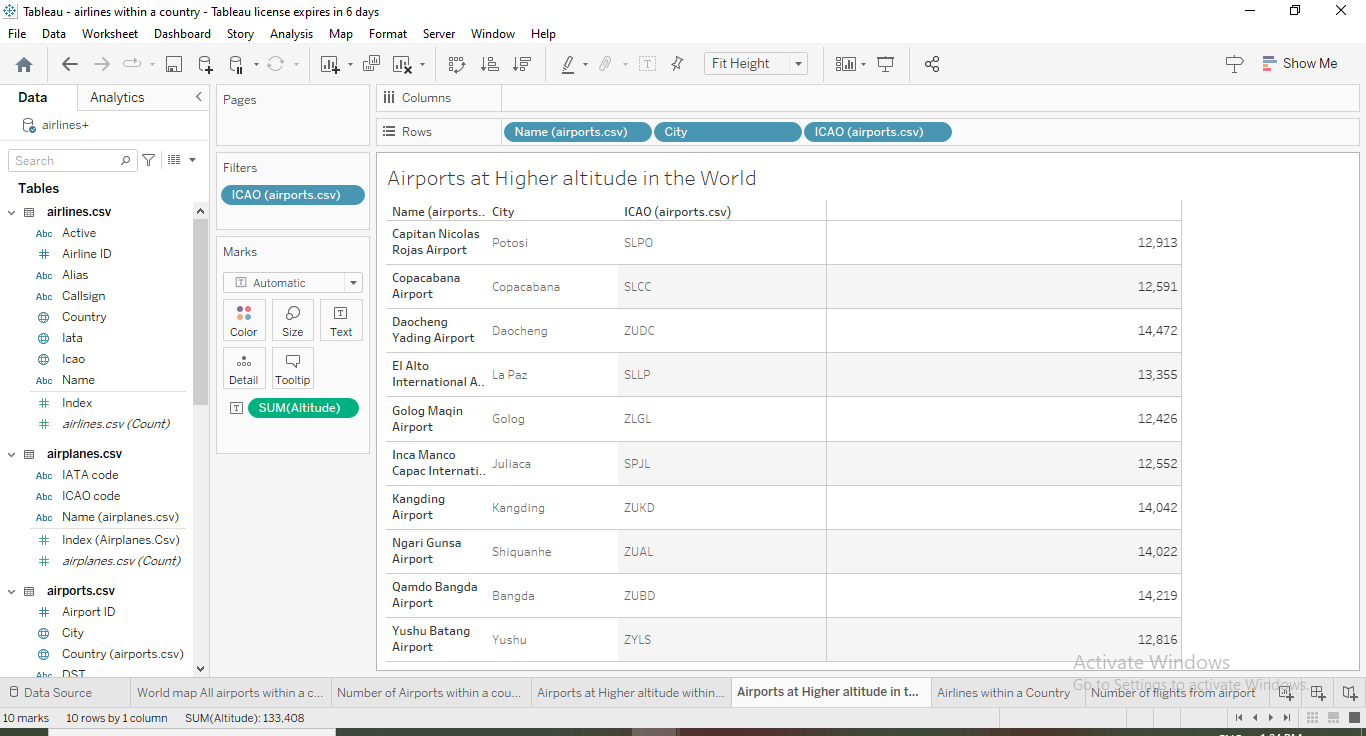 Tableau - airlines within a country - Tableau license expires in 6 days
File Data Worksheet Dashboard Story Analysis Map Format Server Window Help
Fit Height
Show Me
Data Analytics
airlines+
Search
Tables
airlines.csv
Abc Active
Airline ID
Abc Alias
Abc Callsign
Country
Iata
Icao
Abc Name
Index
airlines.csv (Count)
airplanes.csv
Abc IATA code
Abc ICAO code
Abc Name (airplanes.csv)
Index (Airplanes.Csv)
airplanes.csv (Count)
airports.csv
Airport ID
City
Country (airports.csv)
Abc DST
Pages
Filters
ICAO (airports.csv)
Marks
Automatic
Color Size Text
Detail Tooltip
SUM(Altitude)
Columns
Rows Name (airports.csv) City ICAO (airports.csv)
Airports at Higher altitude in the World
Name (airports.. City ICAO (airports.csv)
Capitan Nicolas
Rojas Airport Potosi SLPO 12,913
Copacabana
Airport Copacabana SLCC 12,591
Daocheng
Yading Airport Daocheng ZUDC 14,472
El Alto
International A.. La Paz SLLP 13,355
Golog Maqin
Airport Golog ZLGL 12,426
Inca Manco
Capac Internati.. Juliaca SPJL 12,552
Kangding
Airport Kangding ZUKD 14,042
Ngari Gunsa
Airport Shiquanhe ZUAL 14,022
Qamdo Bangda
Airport Bangda ZUBD 14,219
Yushu Batang
Airport Yushu ZYLS 12,816
Activate Windows
Go to Settings to activate Windows.
Data Source World map All airports within a c... Number of Airports within a cou... Airports at Higher altitude within... Airports at Higher altitude in t... Airlines within a Country Number of flights from airport
10 marks 10 rows by 1 column SUM(Altitude): 133,408